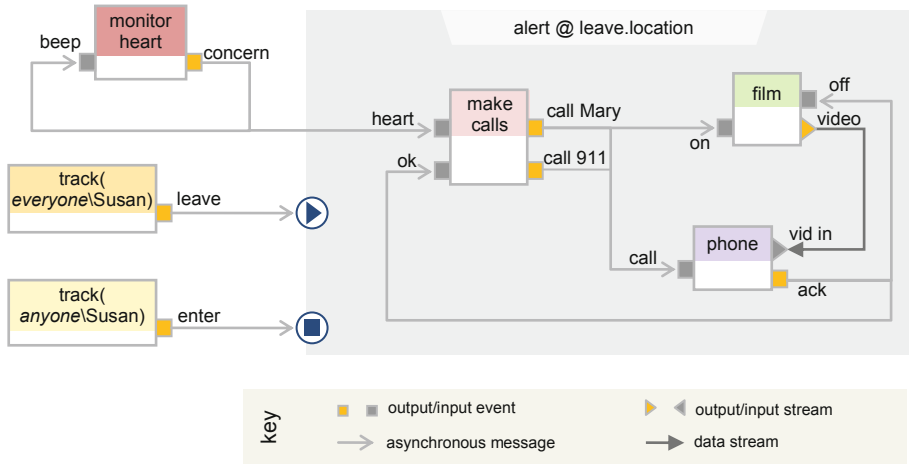 monitor
heart
beep
concern
alert @ leave.location
heart
ok
make
calls
call Mary
call 911
film
off
on
video
track(
everyone\Susan)
leave
phone
vid in
call
ack
track(
anyone\Susan)
enter
key
output/input event
output/input stream
asynchronous message
data stream